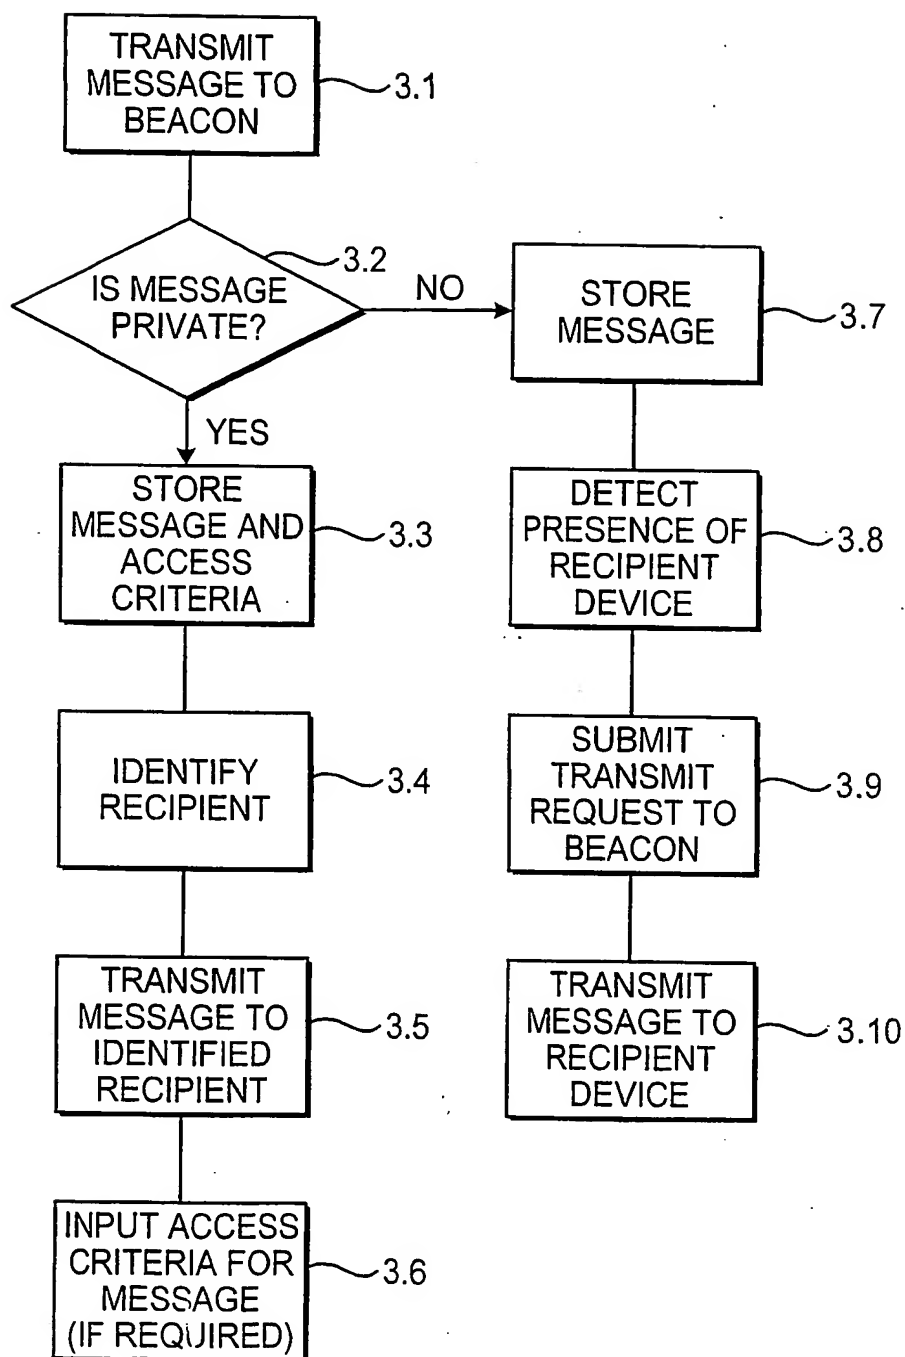 TRANSMIT
MESSAGE TO
BEACON
3.1
3.2
IS MESSAGE
PRIVATE?
NO
YES
STORE
MESSAGE AND
ACCESS
CRITERIA
3.3
IDENTIFY
RECIPIENT
3.4
TRANSMIT
MESSAGE TO
IDENTIFIED
RECIPIENT
3.5
INPUT ACCESS
CRITERIA FOR
MESSAGE
(IF REQUIRED)
3.6
STORE
MESSAGE
3.7
DETECT
PRESENCE OF
RECIPIENT
DEVICE
3.8
SUBMIT
TRANSMIT
REQUEST TO
BEACON
3.9
TRANSMIT
MESSAGE TO
RECIPIENT
DEVICE
3.10